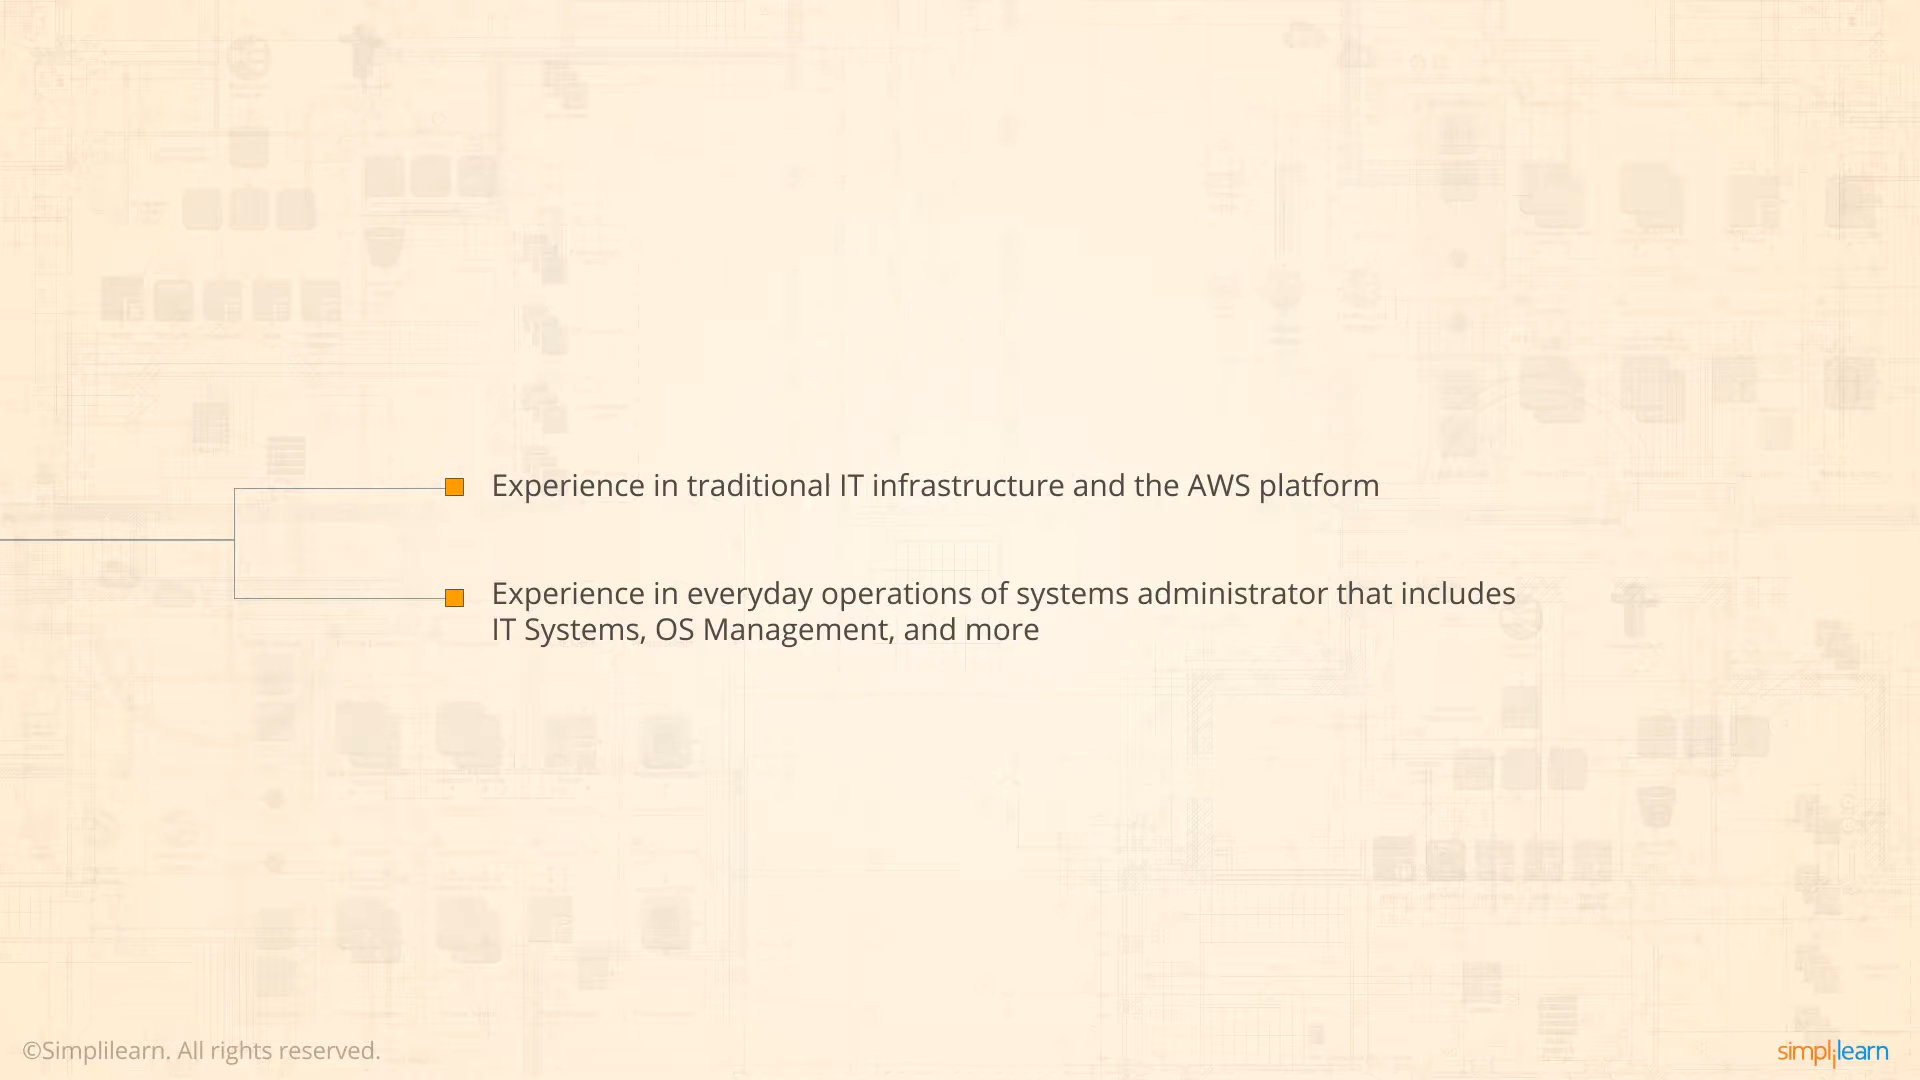 Experience in traditional IT infrastructure and the AWS platform
Experience in everyday operations of systems administrator that includes
IT Systems, OS Management, and more
©Simplilearn. All rights reserved.
simplilearn